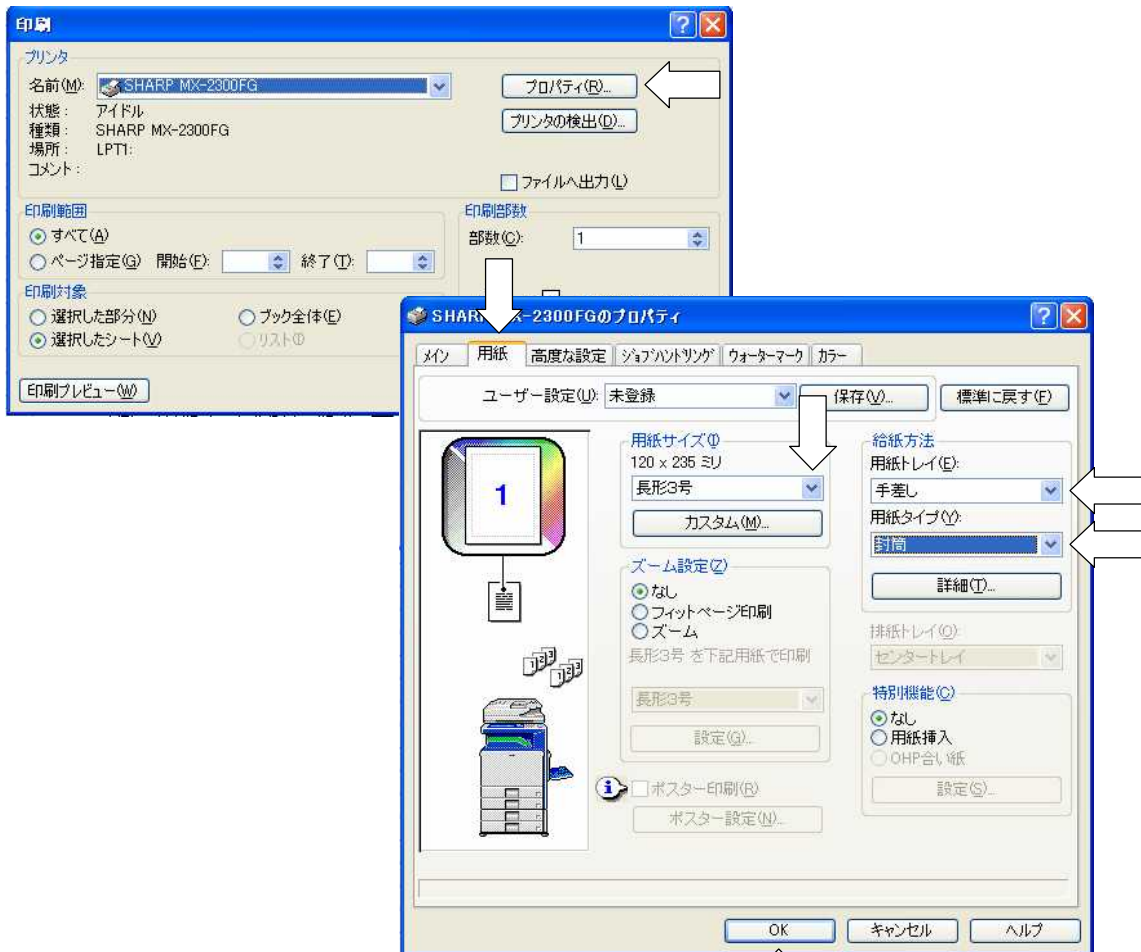 印刷
プリンタ
名前(M): SHARP MX-2300FG
プロパティ(R)...
状態: アイドル
種類: SHARP MX-2300FG
プリンタの検出(D)...
場所: LPT1:
コメント:
ファイルへ出力(L)
印刷範囲
すべて(A)
ページ指定(G) 開始(F): 終了(T):
印刷部数
部数(C): 1
印刷対象
選択した部分(N) ブック全体(E)
選択したシート(V) リスト(I)
印刷プレビュー(W)
2300FGのプロパティ
メイン 用紙 高度な設定 ジョブハンドリング ウォーターマーク カラー
ユーザー設定(U): 未登録 保存(V)... 標準に戻す(F)
1
用紙サイズ(I)
120 x 235 ミリ
長形3号
カスタム(M)...
ズーム設定(Z)
なし
フィットページ印刷
ズーム
長形3号 を下記用紙で印刷
長形3号
設定(G)...
ポスター印刷(R)
ポスター設定(N)...
給紙方法
用紙トレイ(E):
手差し
用紙タイプ(Y):
封筒
詳細(T)...
排紙トレイ(O):
センタートレイ
特別機能(C)
なし
用紙挿入
OHP合い紙
設定(S)...
1 2 3
1 2 3
OK キャンセル ヘルプ